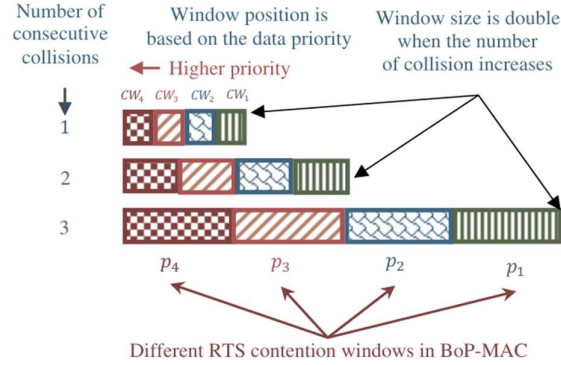 Number of
consecutive
collisions
Window position is
based on the data priority
Higher priority
Window size is double
when the number
of collision increases
CW₄ CW₃ CW₂ CW₁
1
2
3
p₄ p₃ p₂ p₁
Different RTS contention windows in BoP-MAC